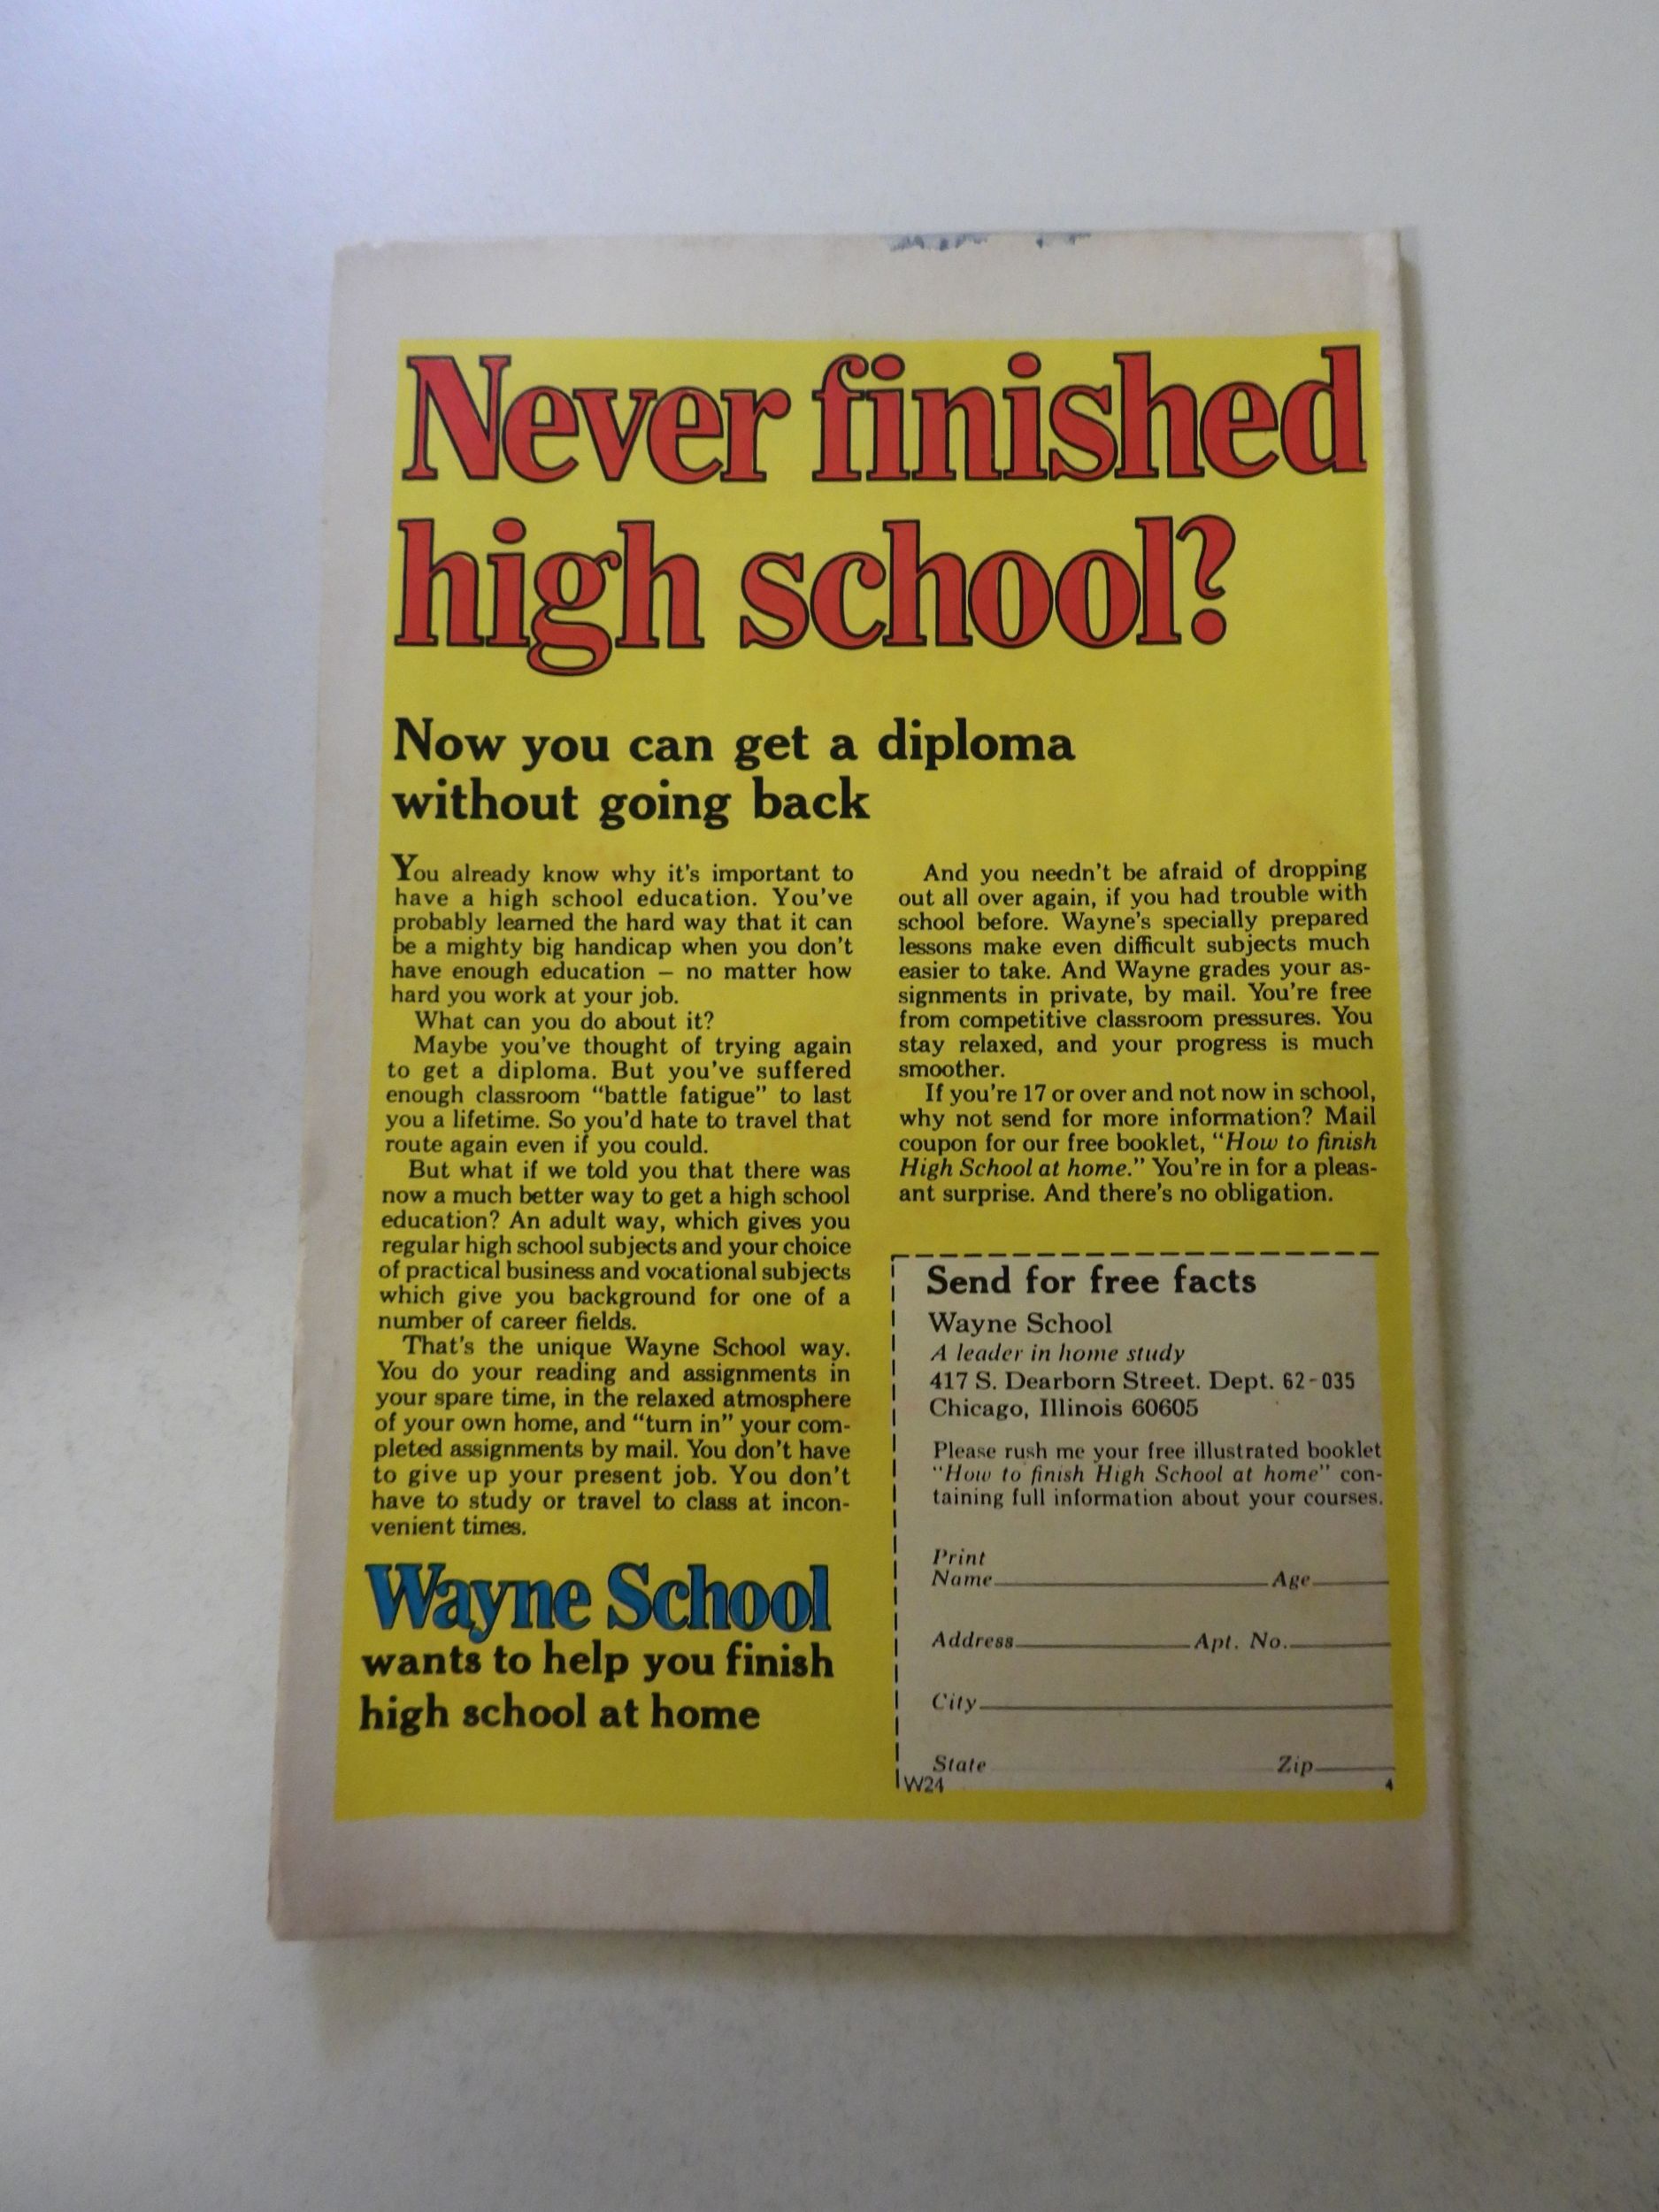 Never finished
high school?
Now you can get a diploma
without going back
You already know why it's important to
have a high school education. You've
probably learned the hard way that it can
be a mighty big handicap when you don't
have enough education – no matter how
hard you work at your job.
What can you do about it?
Maybe you've thought of trying again
to get a diploma. But you've suffered
enough classroom "battle fatigue" to last
you a lifetime. So you'd hate to travel that
route again even if you could.
But what if we told you that there was
now a much better way to get a high school
education? An adult way, which gives you
regular high school subjects and your choice
of practical business and vocational subjects
which give you background for one of a
number of career fields.
That's the unique Wayne School way.
You do your reading and assignments in
your spare time, in the relaxed atmosphere
of your own home, and "turn in" your com-
pleted assignments by mail. You don't have
to give up your present job. You don't
have to study or travel to class at incon-
venient times.
Wayne School
wants to help you finish
high school at home
And you needn't be afraid of dropping
out all over again, if you had trouble with
school before. Wayne's specially prepared
lessons make even difficult subjects much
easier to take. And Wayne grades your as-
signments in private, by mail. You're free
from competitive classroom pressures. You
stay relaxed, and your progress is much
smoother.
If you're 17 or over and not now in school,
why not send for more information? Mail
coupon for our free booklet, "How to finish
High School at home." You're in for a pleas-
ant surprise. And there's no obligation.
Send for free facts
Wayne School
A leader in home study
417 S. Dearborn Street. Dept. 62-035
Chicago, Illinois 60605
Please rush me your free illustrated booklet
"How to finish High School at home" con-
taining full information about your courses.
Print
Name Age
Address Apt. No.
City
State Zip
W24 4